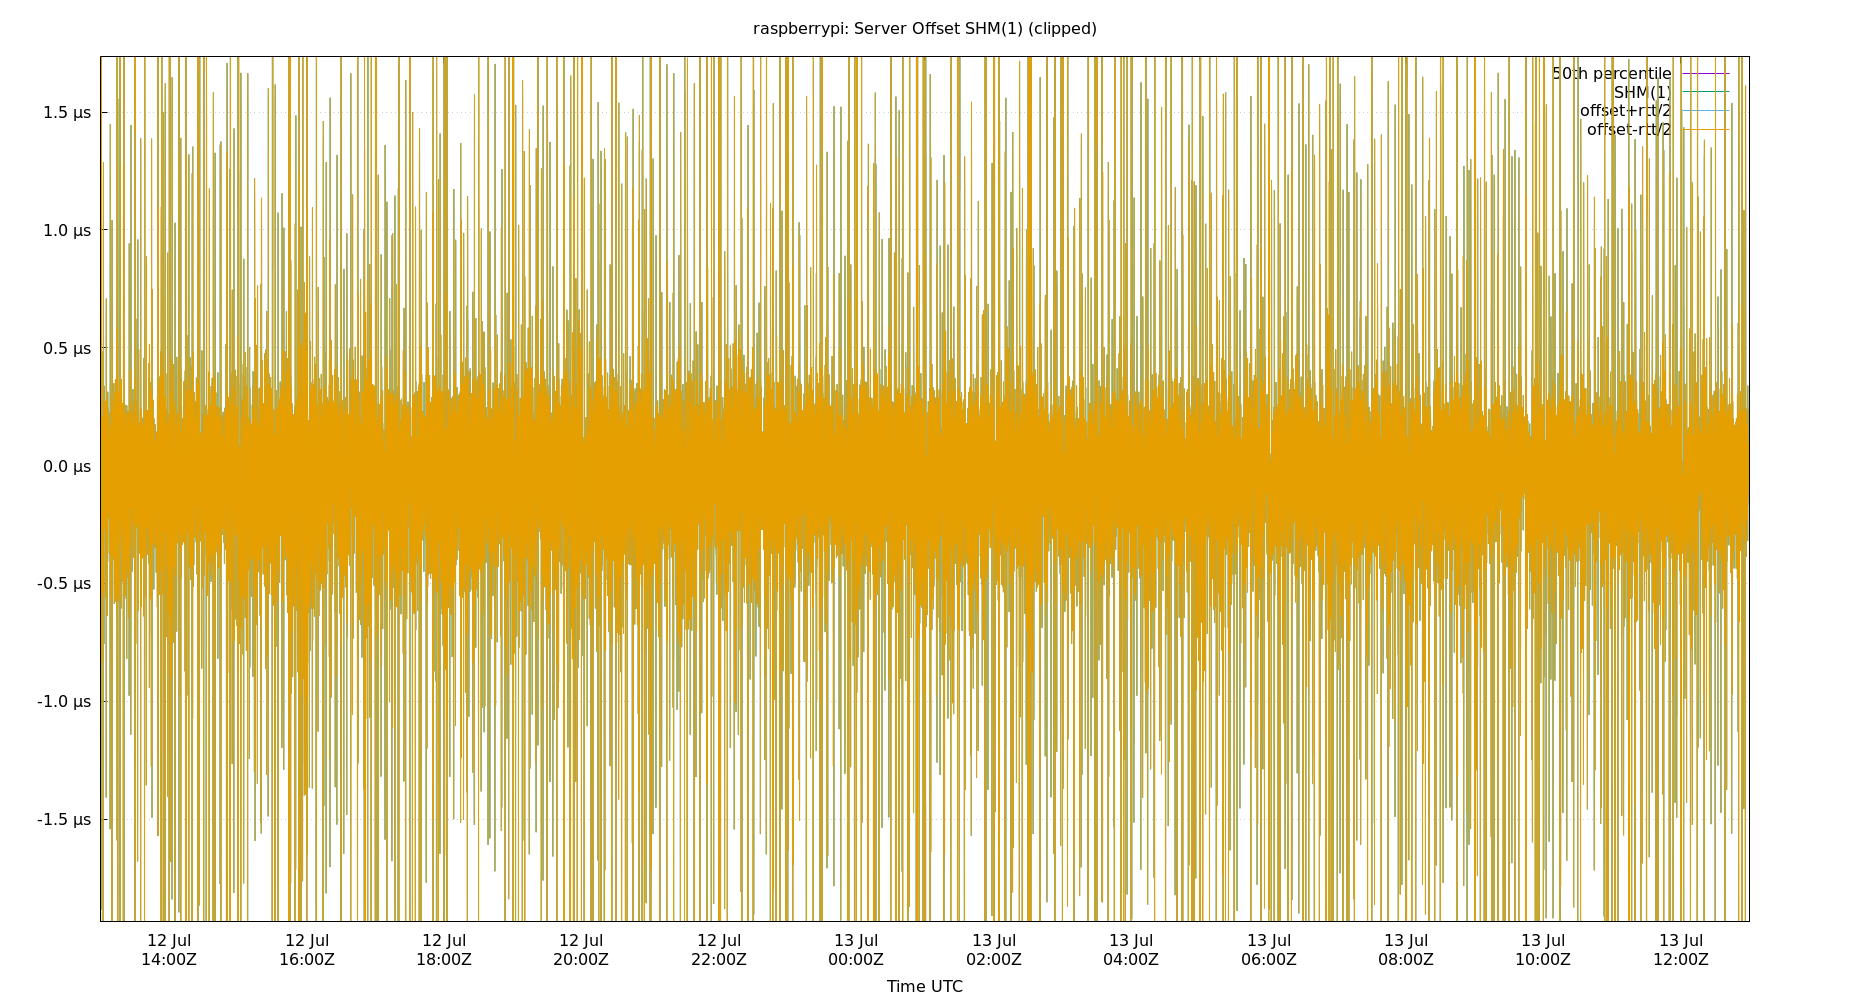 raspberrypi: Server Offset SHM(1) (clipped)
50th percentile
SHM(1)
offset+rtt/2
offset-rtt/2
1.5 µs
1.0 µs
0.5 µs
0.0 µs
-0.5 µs
-1.0 µs
-1.5 µs
12 Jul 12 Jul 12 Jul 12 Jul 12 Jul 13 Jul 13 Jul 13 Jul 13 Jul 13 Jul 13 Jul 13 Jul
14:00Z 16:00Z 18:00Z 20:00Z 22:00Z 00:00Z 02:00Z 04:00Z 06:00Z 08:00Z 10:00Z 12:00Z
Time UTC